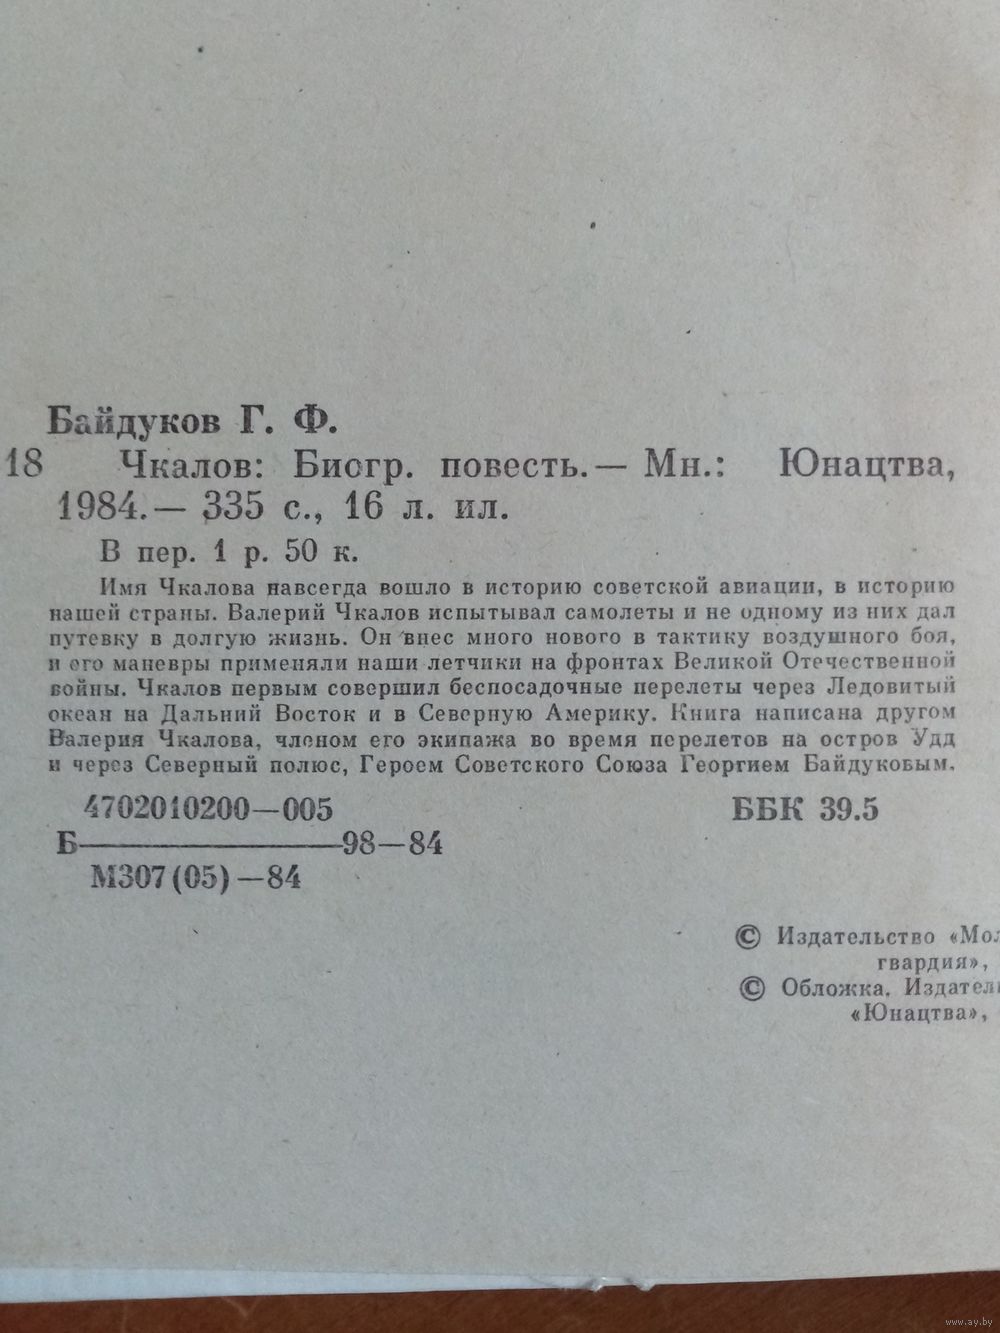 Байдуков Г. Ф.
18 Чкалов: Биогр. повесть.— Мн.: Юнацтва,
1984.— 335 с., 16 л. ил.
В пер. 1 р. 50 к.
Имя Чкалова навсегда вошло в историю советской авиации, в историю
нашей страны. Валерий Чкалов испытывал самолеты и не одному из них дал
путевку в долгую жизнь. Он внес много нового в тактику воздушного боя,
и его маневры применяли наши летчики на фронтах Великой Отечественной
войны. Чкалов первым совершил беспосадочные перелеты через Ледовитый
океан на Дальний Восток и в Северную Америку. Книга написана другом
Валерия Чкалова, членом его экипажа во время перелетов на остров Удд
и через Северный полюс, Героем Советского Союза Георгием Байдуковым.
4702010200—005
Б 98—84
М307(05)—84
ББК 39.5
© Издательство «Мол
гвардия»,
© Обложка. Издатель
«Юнацтва»,
www.ay.by